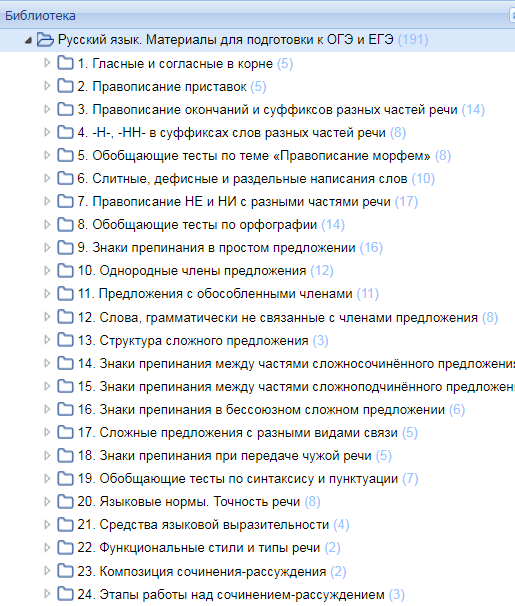 Библиотека
Русский язык. Материалы для подготовки к ОГЭ и ЕГЭ (191)
1. Гласные и согласные в корне (5)
2. Правописание приставок (5)
3. Правописание окончаний и суффиксов разных частей речи (14)
4. -Н-, -НН- в суффиксах слов разных частей речи (8)
5. Обобщающие тесты по теме «Правописание морфем» (8)
6. Слитные, дефисные и раздельные написания слов (10)
7. Правописание НЕ и НИ с разными частями речи (17)
8. Обобщающие тесты по орфографии (14)
9. Знаки препинания в простом предложении (16)
10. Однородные члены предложения (12)
11. Предложения с обособленными членами (11)
12. Слова, грамматически не связанные с членами предложения (8)
13. Структура сложного предложения (3)
14. Знаки препинания между частями сложносочинённого предложени
15. Знаки препинания между частями сложноподчинённого предложен
16. Знаки препинания в бессоюзном сложном предложении (6)
17. Сложные предложения с разными видами связи (5)
18. Знаки препинания при передаче чужой речи (5)
19. Обобщающие тесты по синтаксису и пунктуации (7)
20. Языковые нормы. Точность речи (8)
21. Средства языковой выразительности (4)
22. Функциональные стили и типы речи (2)
23. Композиция сочинения-рассуждения (2)
24. Этапы работы над сочинением-рассуждением (3)